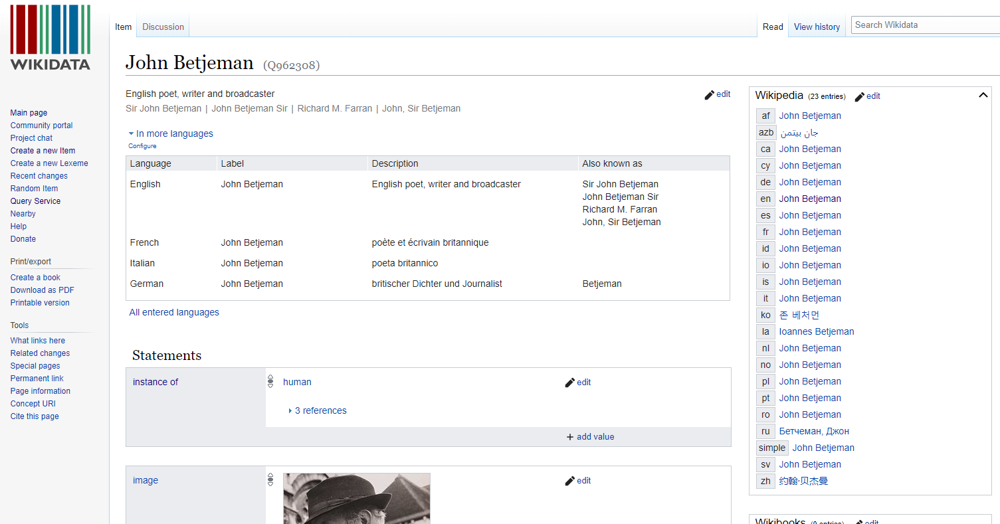 WIKIDATA
Item
Discussion
Read
View history
Search Wikidata
John Betjeman (Q962308)
English poet, writer and broadcaster
edit
Sir John Betjeman | John Betjeman Sir | Richard M. Farran | John, Sir Betjeman
In more languages
Configure
Language Label Description Also known as
English John Betjeman English poet, writer and broadcaster Sir John Betjeman
John Betjeman Sir
Richard M. Farran
John, Sir Betjeman
French John Betjeman poète et écrivain britannique
Italian John Betjeman poeta britannico
German John Betjeman britischer Dichter und Journalist Betjeman
All entered languages
Statements
instance of
human
edit
3 references
+ add value
image
edit
Main page
Community portal
Project chat
Create a new Item
Create a new Lexeme
Recent changes
Random Item
Query Service
Nearby
Help
Donate
Print/export
Create a book
Download as PDF
Printable version
Tools
What links here
Related changes
Special pages
Permanent link
Page information
Concept URI
Cite this page
Wikipedia (23 entries) edit
af John Betjeman
azb جان بیتمن
ca John Betjeman
cy John Betjeman
de John Betjeman
en John Betjeman
es John Betjeman
fr John Betjeman
id John Betjeman
io John Betjeman
is John Betjeman
it John Betjeman
ko 존 베처먼
la Ioannes Betjeman
nl John Betjeman
no John Betjeman
pl John Betjeman
pt John Betjeman
ro John Betjeman
ru Бетчеман, Джон
simple John Betjeman
sv John Betjeman
zh 约翰·贝杰曼
Wikibooks (0 entries) edit